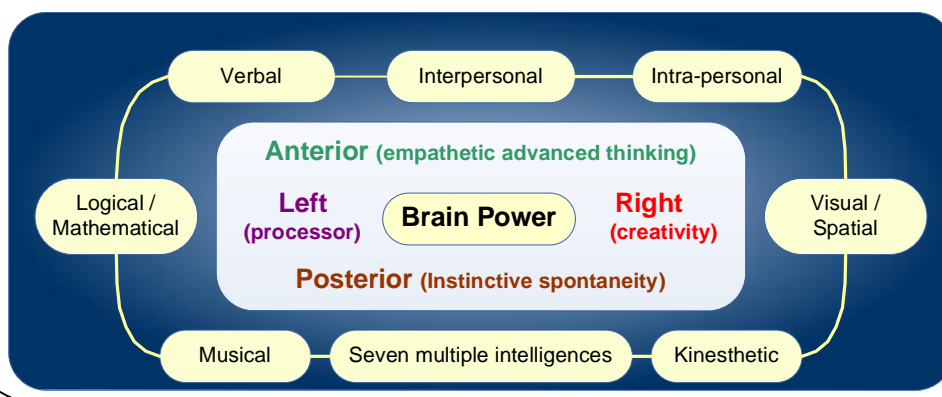 Verbal
Interpersonal
Intra-personal
Anterior (empathetic advanced thinking)
Logical /
Mathematical
Left
(processor)
Brain Power
Right
(creativity)
Visual /
Spatial
Posterior (Instinctive spontaneity)
Musical
Seven multiple intelligences
Kinesthetic